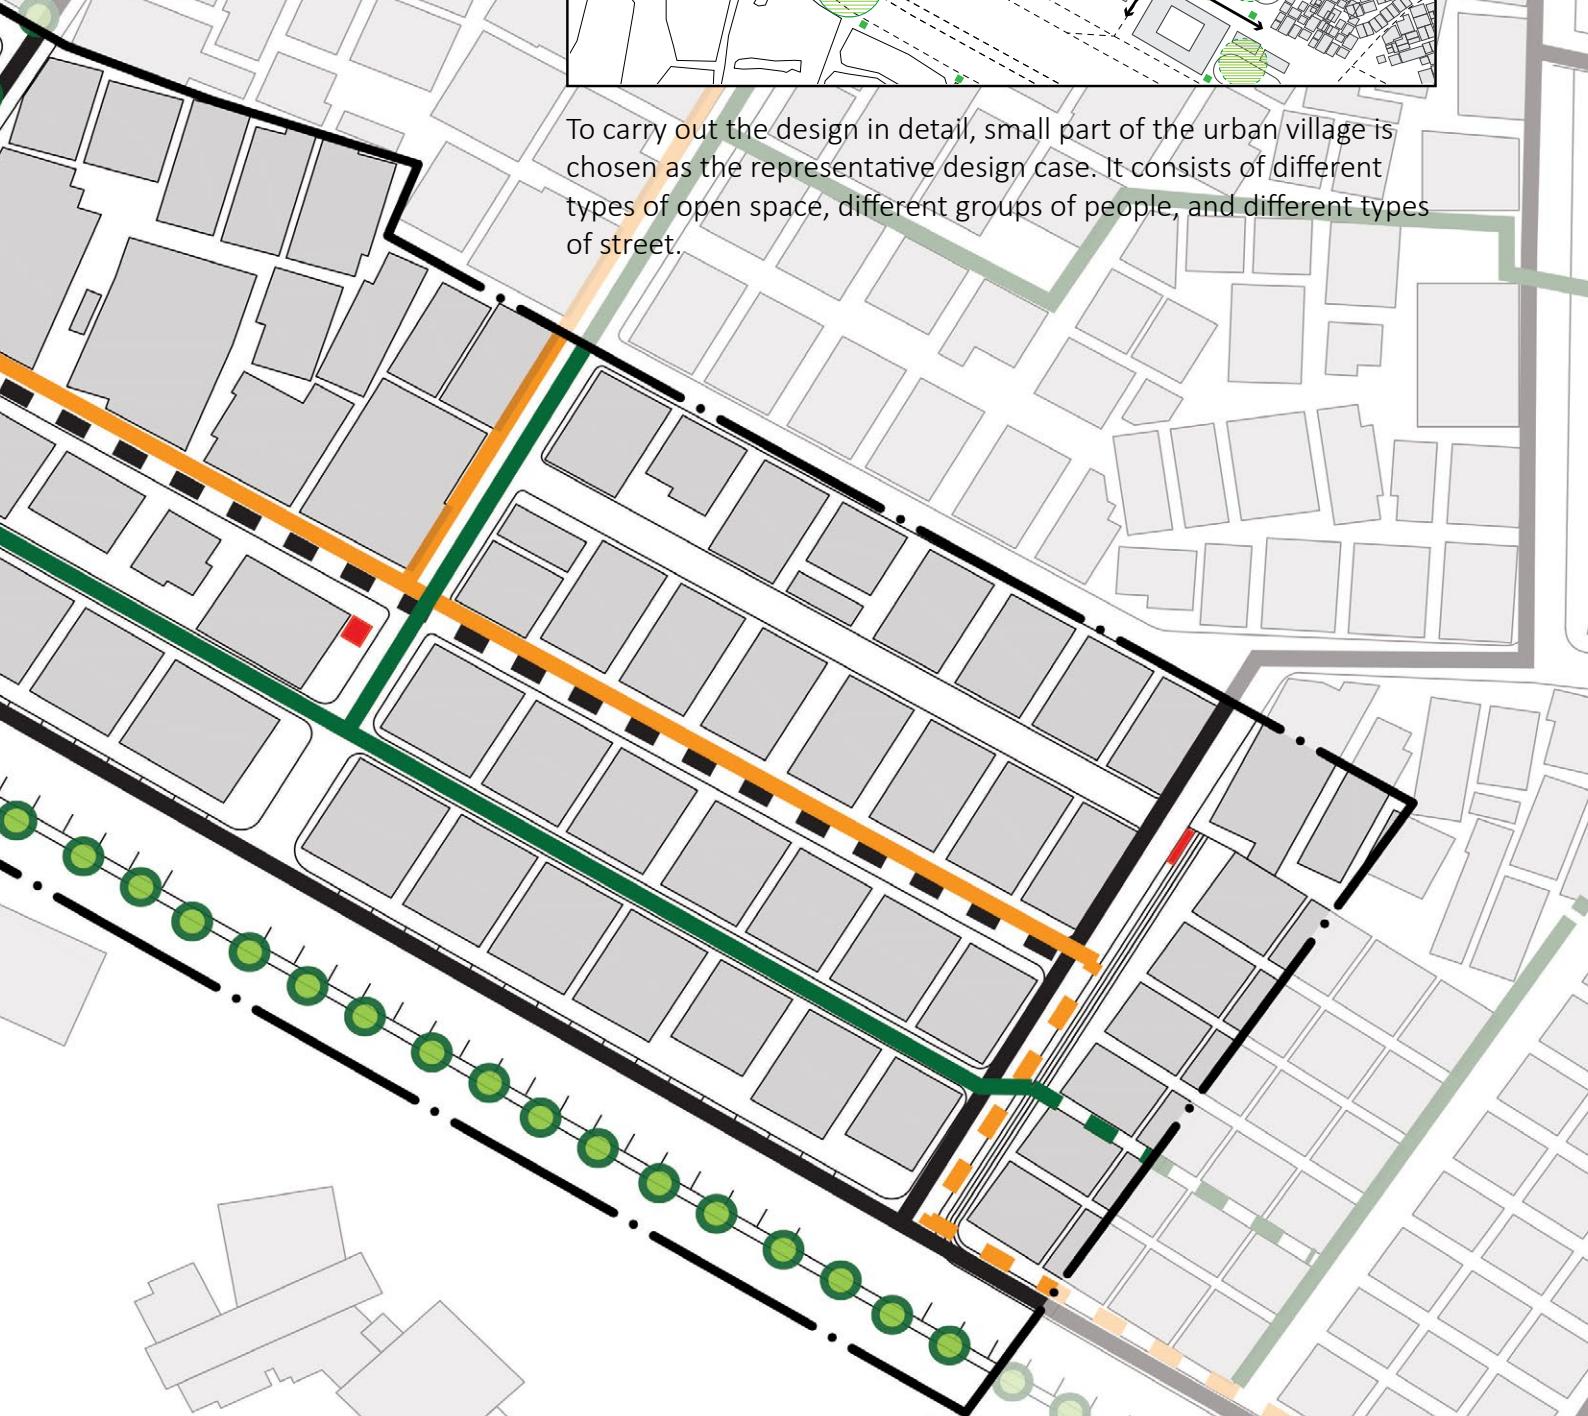 To carry out the design in detail, small part of the urban village is
chosen as the representative design case. It consists of different
types of open space, different groups of people, and different types
of street.